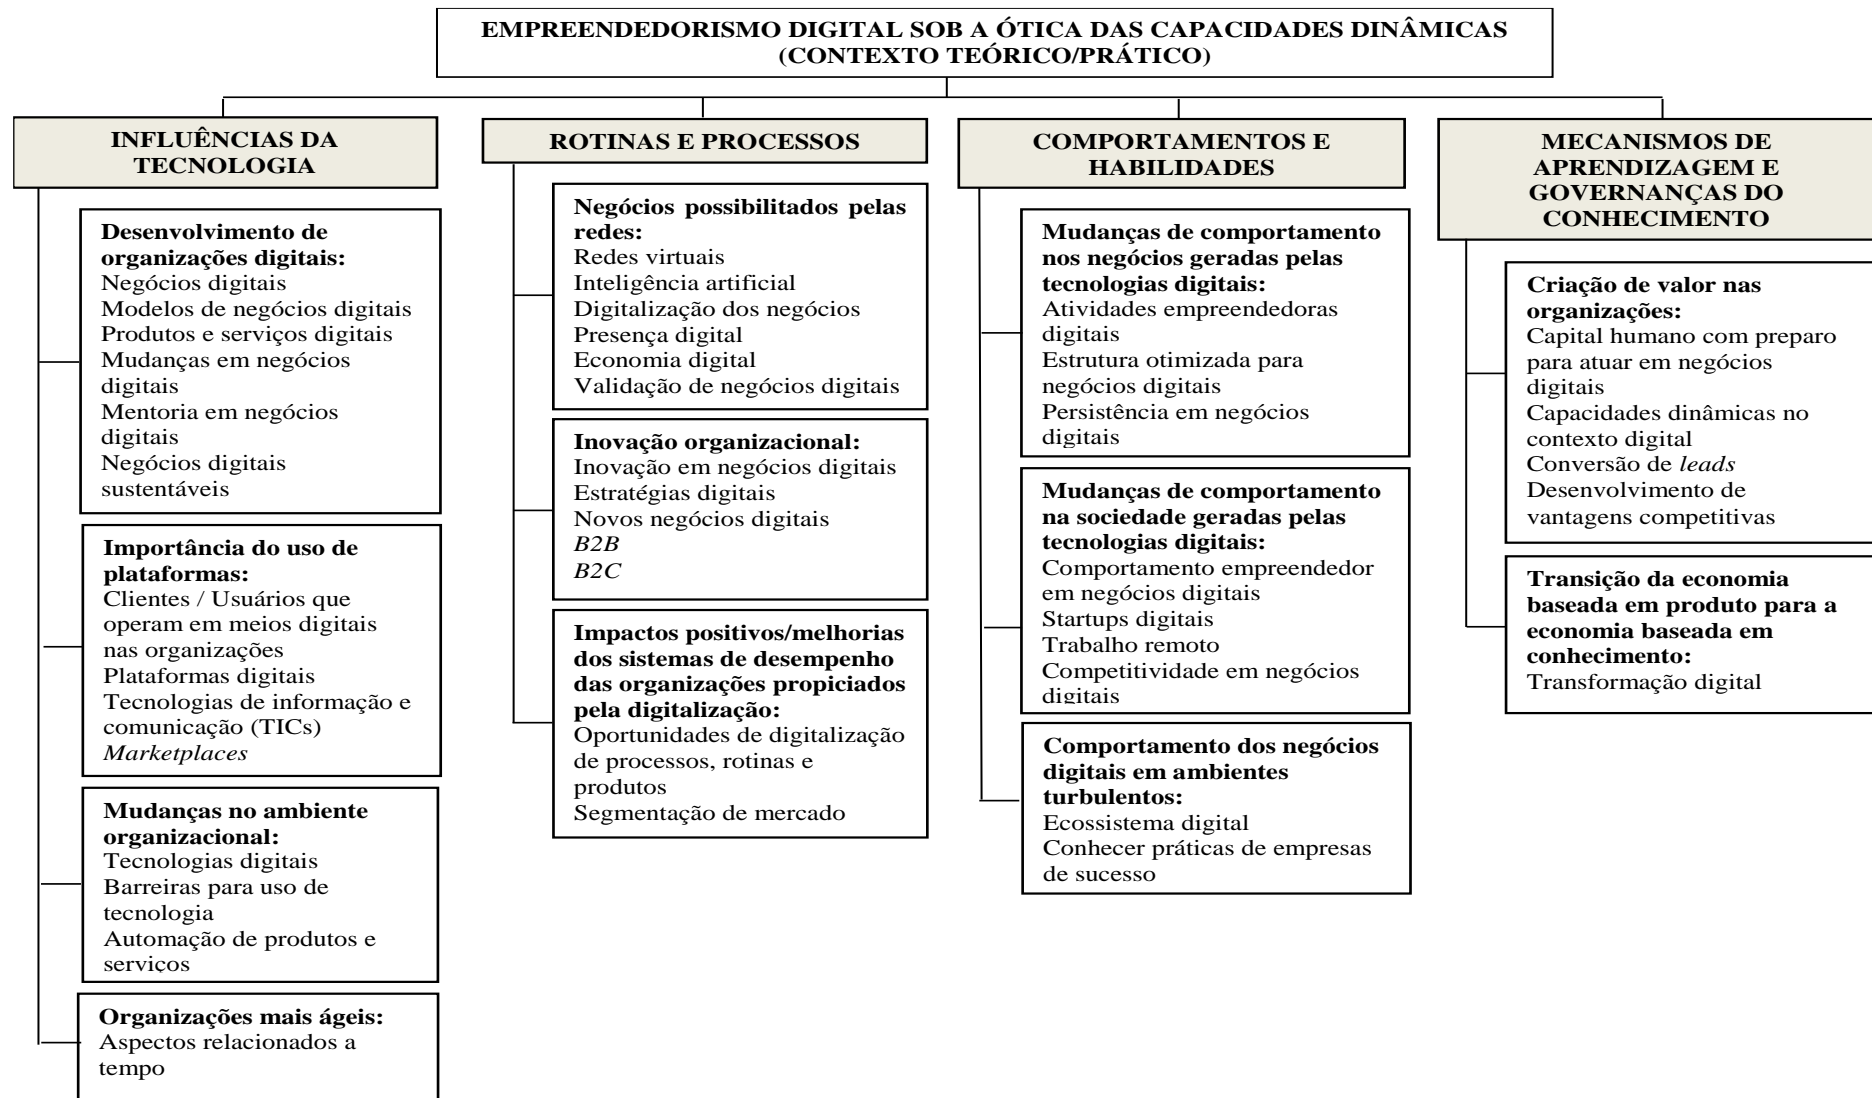 EMPREENDEDORISMO DIGITAL SOB A ÓTICA DAS CAPACIDADES DINÂMICAS
(CONTEXTO TEÓRICO/PRÁTICO)
INFLUÊNCIAS DA
TECNOLOGIA
Desenvolvimento de
organizações digitais:
Negócios digitais
Modelos de negócios digitais
Produtos e serviços digitais
Mudanças em negócios
digitais
Mentoria em negócios
digitais
Negócios digitais
sustentáveis
Importância do uso de
plataformas:
Clientes / Usuários que
operam em meios digitais
nas organizações
Plataformas digitais
Tecnologias de informação e
comunicação (TICs)
Marketplaces
Mudanças no ambiente
organizacional:
Tecnologias digitais
Barreiras para uso de
tecnologia
Automação de produtos e
serviços
Organizações mais ágeis:
Aspectos relacionados a
tempo
ROTINAS E PROCESSOS
Negócios possibilitados pelas
redes:
Redes virtuais
Inteligência artificial
Digitalização dos negócios
Presença digital
Economia digital
Validação de negócios digitais
Inovação organizacional:
Inovação em negócios digitais
Estratégias digitais
Novos negócios digitais
B2B
B2C
Impactos positivos/melhorias
dos sistemas de desempenho
das organizações propiciados
pela digitalização:
Oportunidades de digitalização
de processos, rotinas e
produtos
Segmentação de mercado
COMPORTAMENTOS E
HABILIDADES
Mudanças de comportamento
nos negócios geradas pelas
tecnologias digitais:
Atividades empreendedoras
digitais
Estrutura otimizada para
negócios digitais
Persistência em negócios
digitais
Mudanças de comportamento
na sociedade geradas pelas
tecnologias digitais:
Comportamento empreendedor
em negócios digitais
Startups digitais
Trabalho remoto
Competitividade em negócios
digitais
Comportamento dos negócios
digitais em ambientes
turbulentos:
Ecossistema digital
Conhecer práticas de empresas
de sucesso
MECANISMOS DE
APRENDIZAGEM E
GOVERNANÇAS DO
CONHECIMENTO
Criação de valor nas
organizações:
Capital humano com preparo
para atuar em negócios
digitais
Capacidades dinâmicas no
contexto digital
Conversão de leads
Desenvolvimento de
vantagens competitivas
Transição da economia
baseada em produto para a
economia baseada em
conhecimento:
Transformação digital